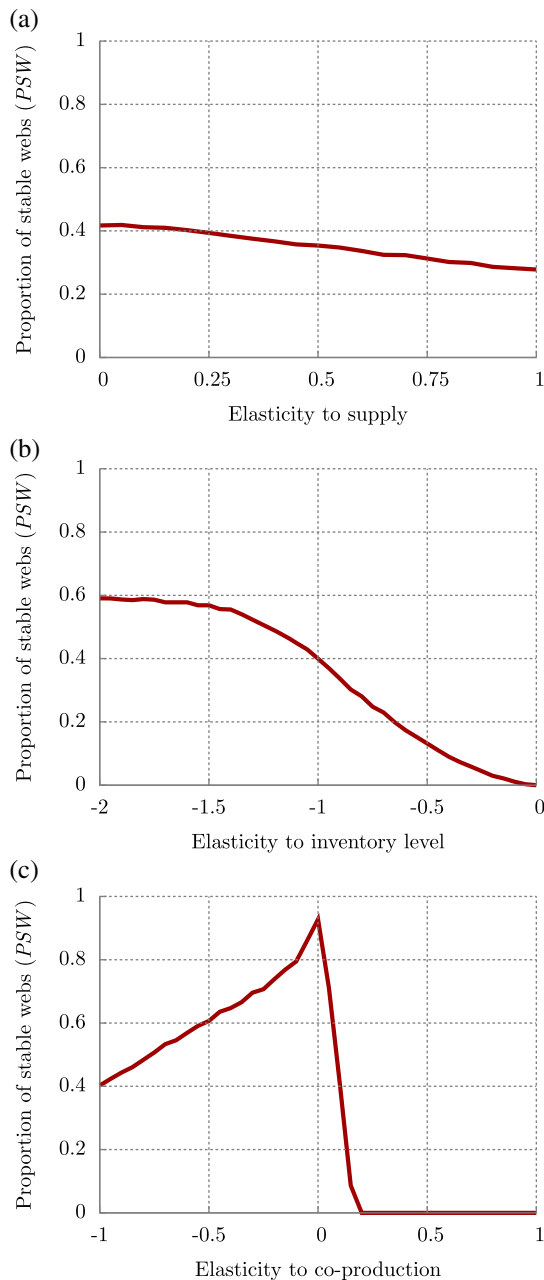 (a)
Proportion of stable webs (PSW)
1
0.8
0.6
0.4
0.2
0
0 0.25 0.5 0.75 1
Elasticity to supply
(b)
Proportion of stable webs (PSW)
1
0.8
0.6
0.4
0.2
0
-2 -1.5 -1 -0.5 0
Elasticity to inventory level
(c)
Proportion of stable webs (PSW)
1
0.8
0.6
0.4
0.2
0
-1 -0.5 0 0.5 1
Elasticity to co-production